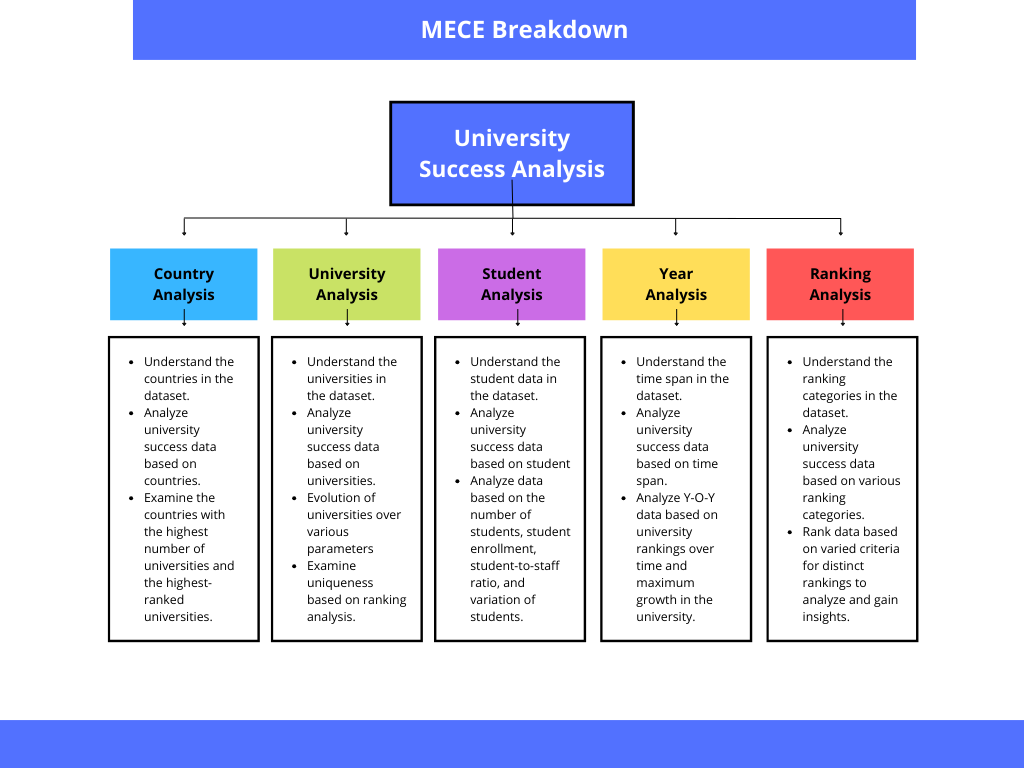 MECE Breakdown
University
Success Analysis
Country
Analysis
University
Analysis
Student
Analysis
Year
Analysis
Ranking
Analysis
• Understand the
countries in the
dataset.
• Analyze
university
success data
based on
countries.
• Examine the
countries with
the highest
number of
universities and
the highest-
ranked
universities.
• Understand the
universities in
the dataset.
• Analyze
university
success data
based on
universities.
• Evolution of
universities over
various
parameters
• Examine
uniqueness
based on ranking
analysis.
• Understand the
student data in
the dataset.
• Analyze
university
success data
based on student
• Analyze data
based on the
number of
students, student
enrollment,
student-to-staff
ratio, and
variation of
students.
• Understand the
time span in the
dataset.
• Analyze
university
success data
based on time
span.
• Analyze Y-O-Y
data based on
university
rankings over
time and
maximum
growth in the
university.
• Understand the
ranking
categories in the
dataset.
• Analyze
university
success data
based on various
ranking
categories.
• Rank data based
on varied criteria
for distinct
rankings to
analyze and gain
insights.